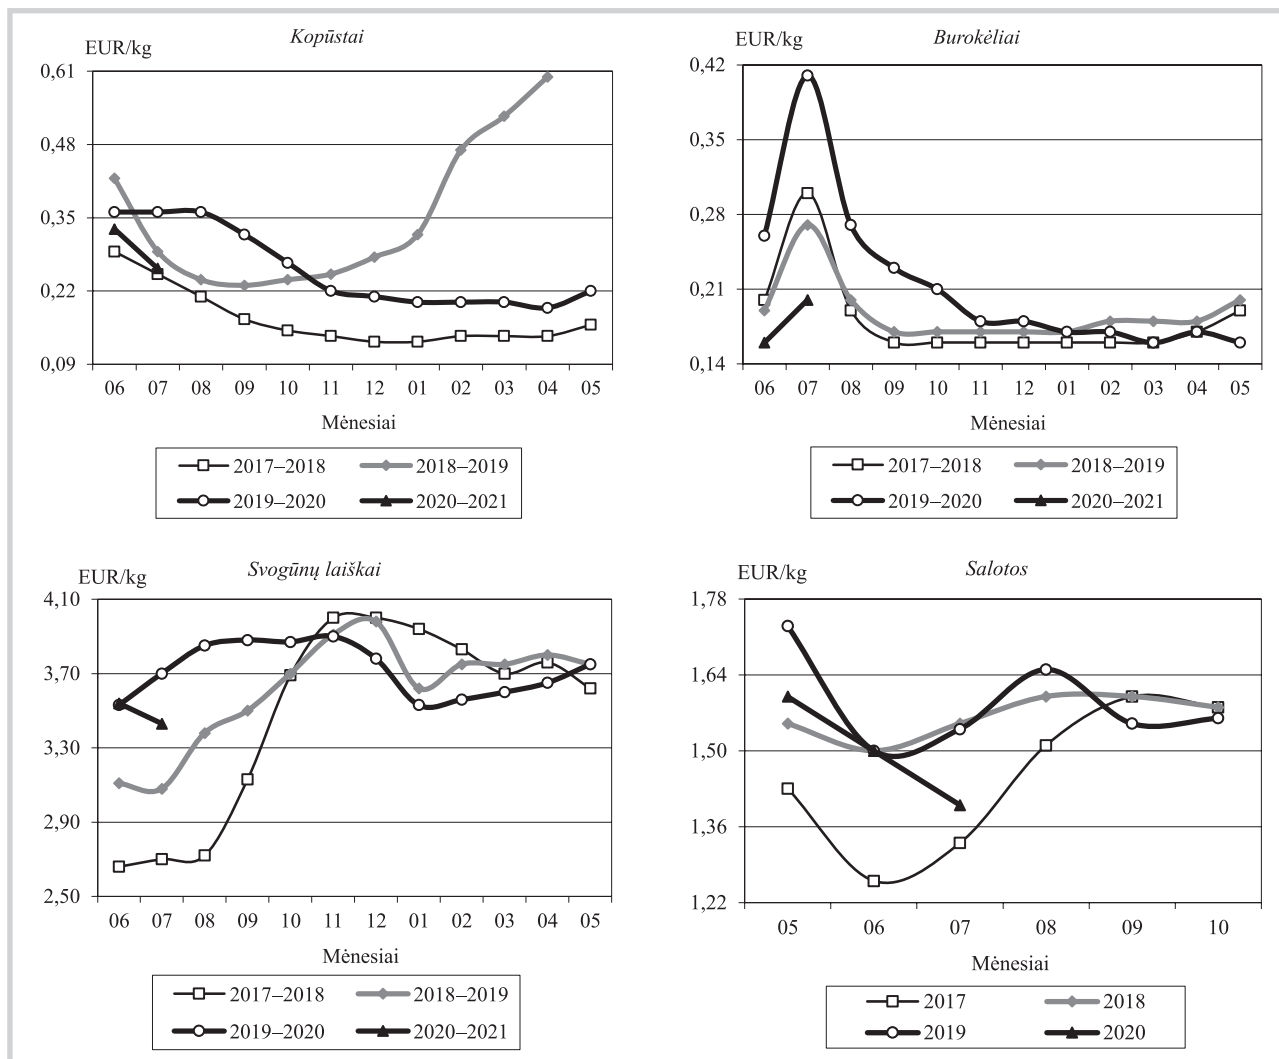 Kopūstai
EUR/kg
0,61
0,48
0,35
0,22
0,09
06 07 08 09 10 11 12 01 02 03 04 05
Mėnesiai
2017–2018 2018–2019
2019–2020 2020–2021
Burokėliai
EUR/kg
0,42
0,35
0,28
0,21
0,14
06 07 08 09 10 11 12 01 02 03 04 05
Mėnesiai
2017–2018 2018–2019
2019–2020 2020–2021
Svogūnų laiškai
EUR/kg
4,10
3,70
3,30
2,90
2,50
06 07 08 09 10 11 12 01 02 03 04 05
Mėnesiai
2017–2018 2018–2019
2019–2020 2020–2021
Salotos
EUR/kg
1,78
1,64
1,50
1,36
1,22
05 06 07 08 09 10
Mėnesiai
2017 2018
2019 2020